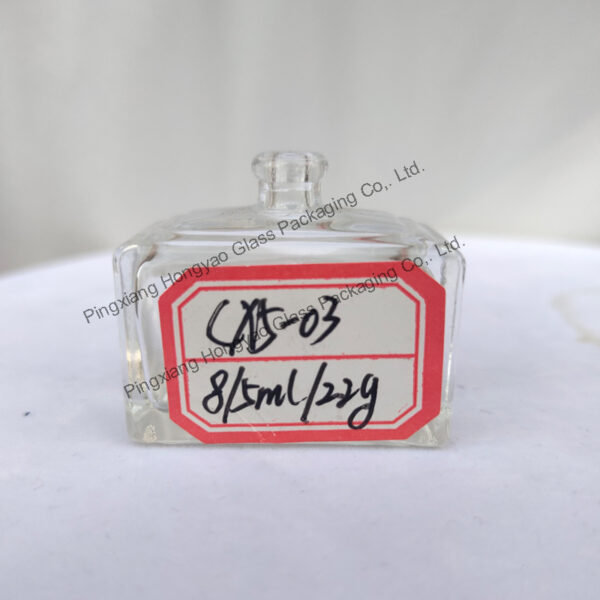 Pingxiang Hongyao Glass Packaging Co,. Ltd.
Pingxiang Hongyao Glass Packaging Co,. Ltd.
8/5ml/22g